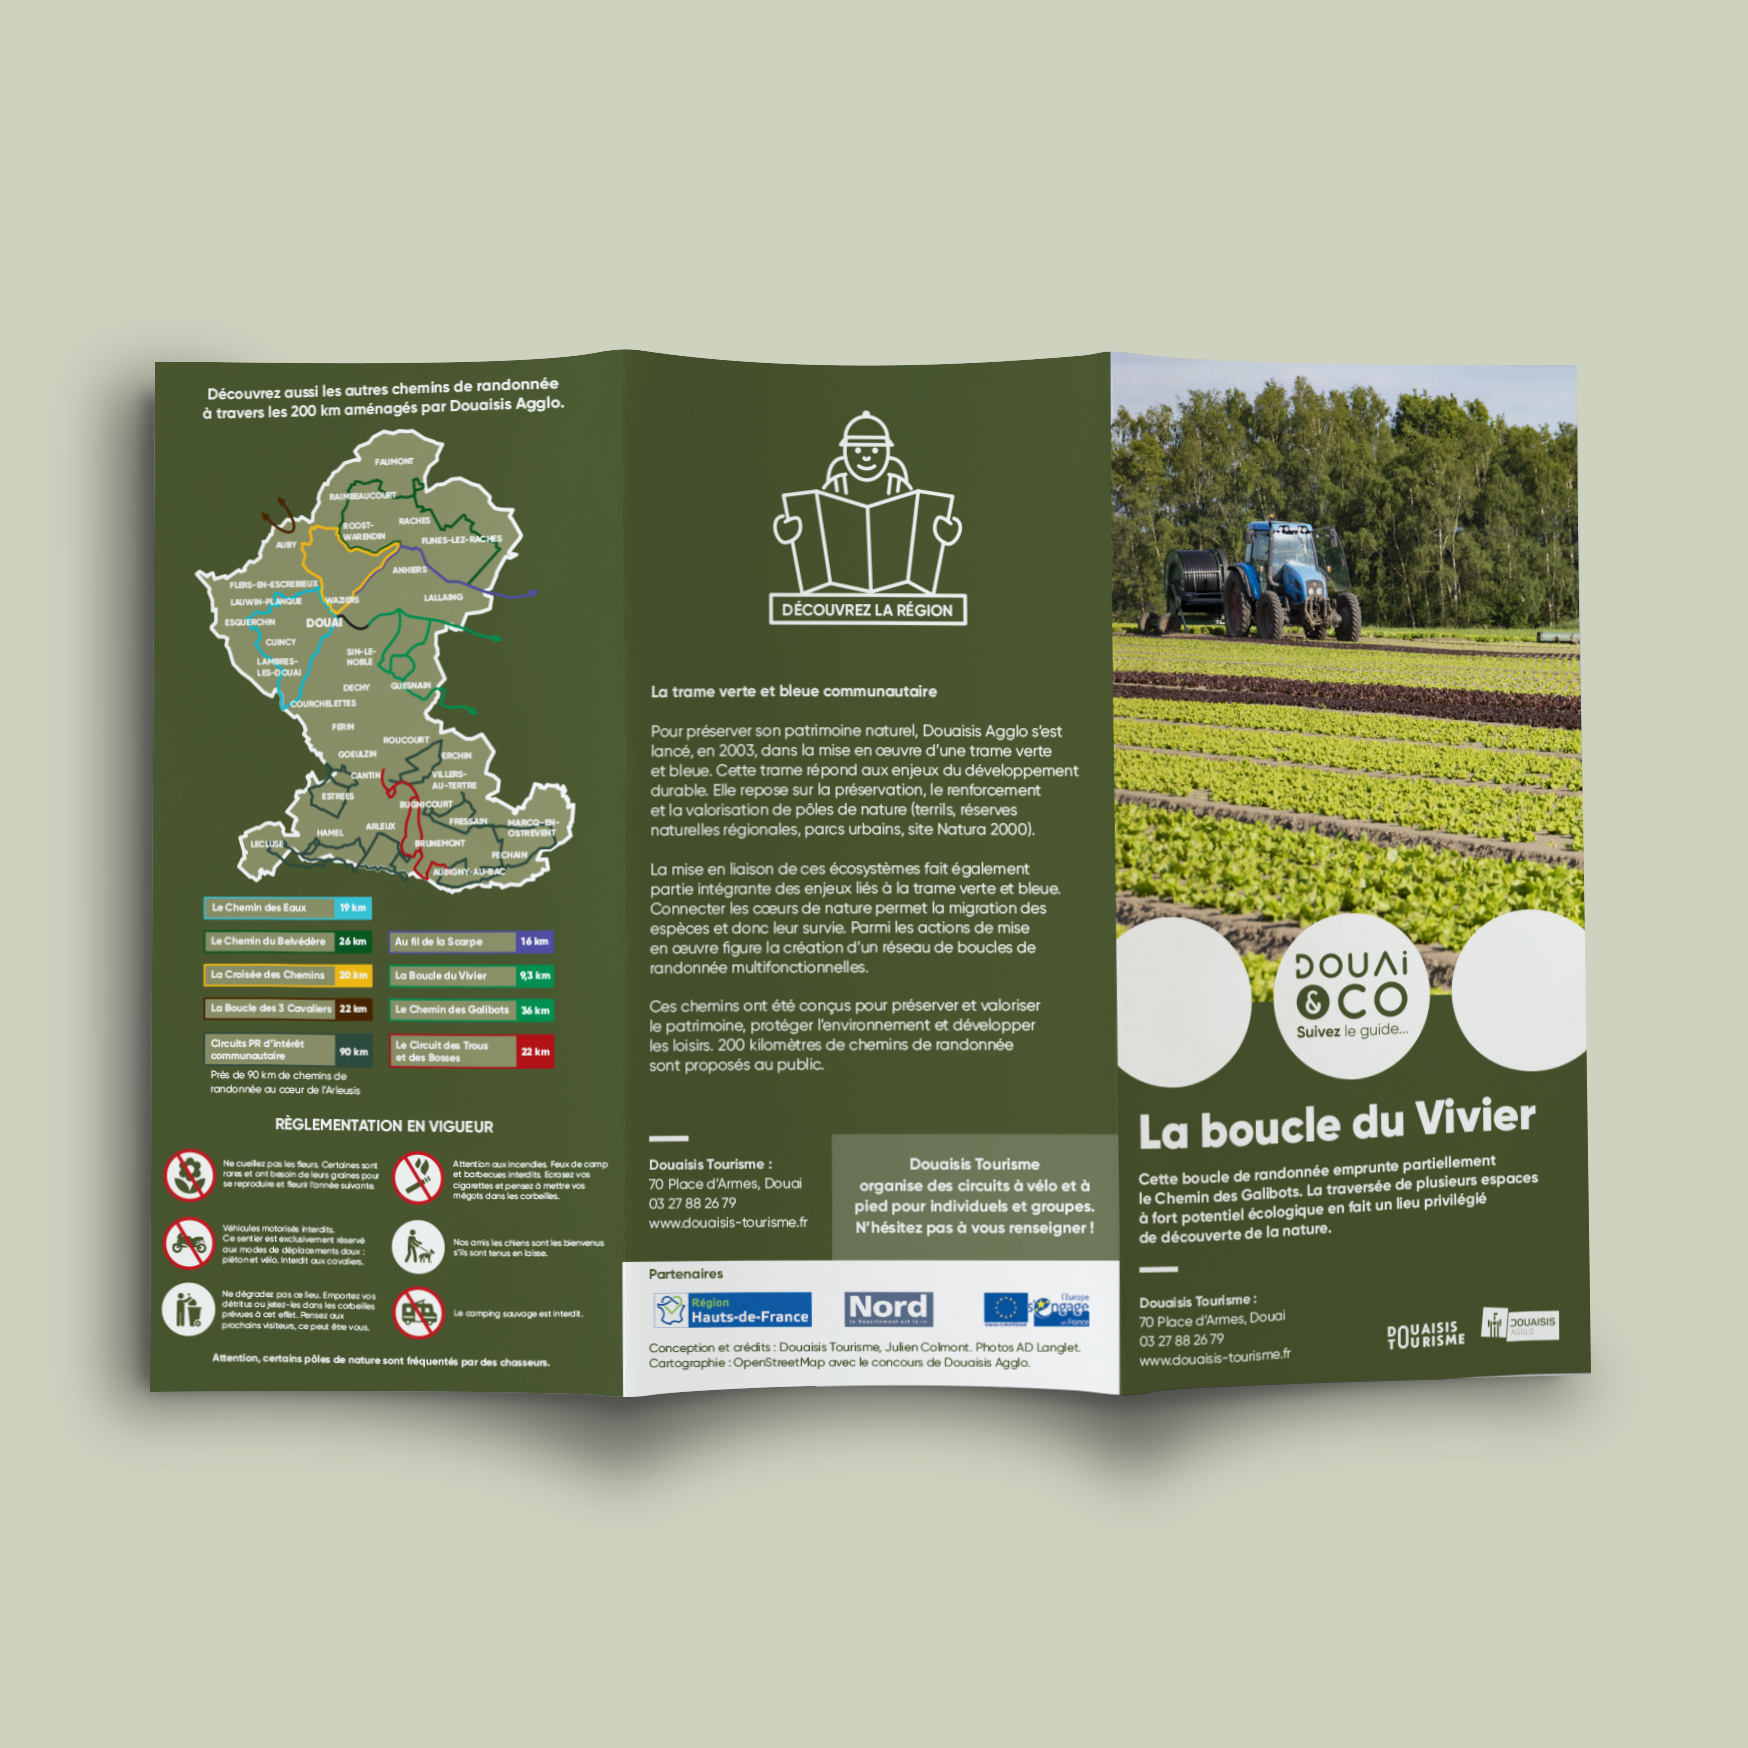 Découvrez aussi les autres chemins de randonnée
à travers les 200 km aménagés par Douaisis Agglo.
FAUMONT
RAIMBEAUCOURT
ROOST-
WARENDIN
RACHES
FLINES-LEZ-RACHES
AUBY
ANHIERS
FLERS-EN-ESCREBIEUX
LAUWIN-PLANQUE
WAZIERS
LALLAING
ESQUERCHIN
DOUAI
CUINCY
SIN-LE-
NOBLE
LAMBRES-
LES-DOUAI
DECHY
GUESNAIN
COURCHELETTES
FERIN
ROUCOURT
GOEULZIN
ERCHIN
CANTIN
VILLERS-
AU-TERTRE
ESTREES
BUGNICOURT
HAMEL
ARLEUX
FRESSAIN
MARCQ-EN-
OSTREVENT
LECLUSE
BRUNEMONT
FECHAIN
AUBIGNY-AU-BAC
Le Chemin des Eaux 19 km
Le Chemin du Belvédère 26 km
Au fil de la Scarpe 16 km
La Croisée des Chemins 20 km
La Boucle du Vivier 9,3 km
La Boucle des 3 Cavaliers 22 km
Le Chemin des Galibots 36 km
Circuits PR d'intérêt
communautaire 90 km
Le Circuit des Trous
et des Bosses 22 km
Près de 90 km de chemins de
randonnée au cœur de l'Arleusis
RÈGLEMENTATION EN VIGUEUR
Ne cueillez pas les fleurs. Certaines sont
rares et ont besoin de leurs graines pour
se reproduire et fleurir l'année suivante.
Attention aux incendies. Feux de camp
et barbecues interdits. Ecrasez vos
cigarettes et pensez à mettre vos
mégots dans les corbeilles.
Véhicules motorisés interdits.
Ce sentier est exclusivement réservé
aux modes de déplacements doux :
piéton et vélo. Interdit aux cavaliers.
Nos amis les chiens sont les bienvenus
s'ils sont tenus en laisse.
Ne dégradez pas ce lieu. Emportez vos
détritus ou jetez-les dans les corbeilles
prévues à cet effet. Pensez aux
prochains visiteurs, ce peut être vous.
Le camping sauvage est interdit.
Attention, certains pôles de nature sont fréquentés par des chasseurs.
DÉCOUVREZ LA RÉGION
La trame verte et bleue communautaire
Pour préserver son patrimoine naturel, Douaisis Agglo s'est
lancé, en 2003, dans la mise en œuvre d'une trame verte
et bleue. Cette trame répond aux enjeux du développement
durable. Elle repose sur la préservation, le renforcement
et la valorisation de pôles de nature (terrils, réserves
naturelles régionales, parcs urbains, site Natura 2000).
La mise en liaison de ces écosystèmes fait également
partie intégrante des enjeux liés à la trame verte et bleue.
Connecter les cœurs de nature permet la migration des
espèces et donc leur survie. Parmi les actions de mise
en œuvre figure la création d'un réseau de boucles de
randonnée multifonctionnelles.
Ces chemins ont été conçus pour préserver et valoriser
le patrimoine, protéger l'environnement et développer
les loisirs. 200 kilomètres de chemins de randonnée
sont proposés au public.
Douaisis Tourisme :
70 Place d'Armes, Douai
03 27 88 26 79
www.douaisis-tourisme.fr
Douaisis Tourisme
organise des circuits à vélo et à
pied pour individuels et groupes.
N'hésitez pas à vous renseigner !
Partenaires
Région
Hauts-de-France
Nord
le Département est là
l'Europe
s'engage
en France
Conception et crédits : Douaisis Tourisme, Julien Colmont. Photos AD Langlet.
Cartographie : OpenStreetMap avec le concours de Douaisis Agglo.
DOUAi
&CO
Suivez le guide...
La boucle du Vivier
Cette boucle de randonnée emprunte partiellement
le Chemin des Galibots. La traversée de plusieurs espaces
à fort potentiel écologique en fait un lieu privilégié
de découverte de la nature.
Douaisis Tourisme :
70 Place d'Armes, Douai
03 27 88 26 79
www.douaisis-tourisme.fr
DOUAISIS
TOURISME
DOUAISIS
AGGLO